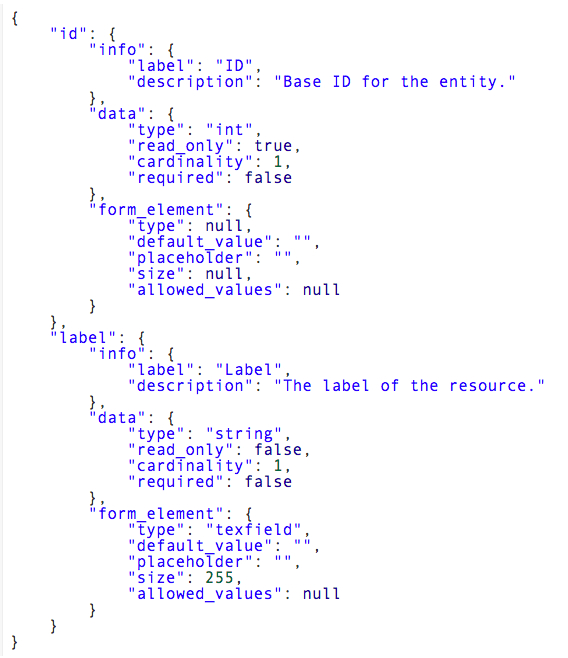 {
    "id": {
        "info": {
            "label": "ID",
            "description": "Base ID for the entity."
        },
        "data": {
            "type": "int",
            "read_only": true,
            "cardinality": 1,
            "required": false
        },
        "form_element": {
            "type": null,
            "default_value": "",
            "placeholder": "",
            "size": null,
            "allowed_values": null
        }
    },
    "label": {
        "info": {
            "label": "Label",
            "description": "The label of the resource."
        },
        "data": {
            "type": "string",
            "read_only": false,
            "cardinality": 1,
            "required": false
        },
        "form_element": {
            "type": "texfield",
            "default_value": "",
            "placeholder": "",
            "size": 255,
            "allowed_values": null
        }
    }
}